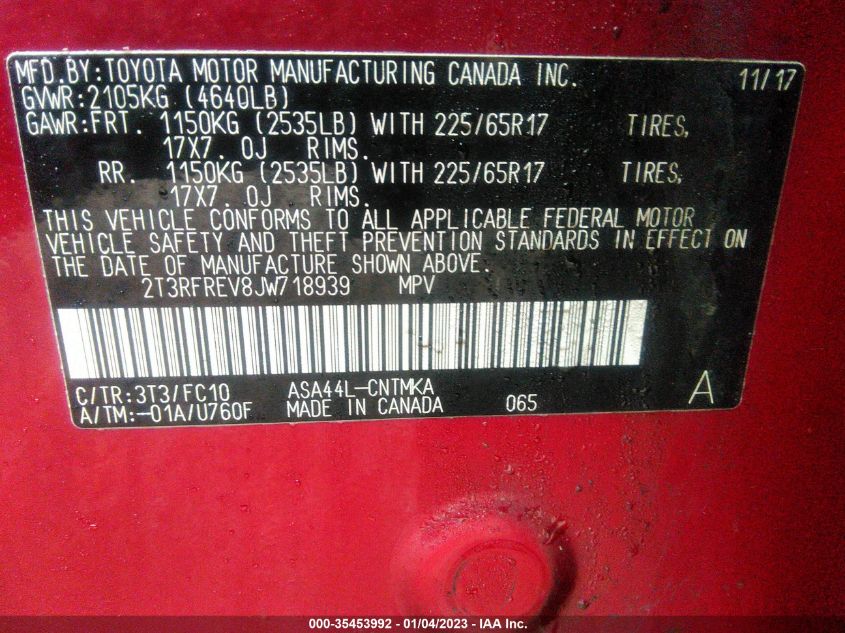 MFD.BY:TOYOTA MOTOR MANUFACTURING CANADA INC. 11/17
GVWR:2105KG (4640LB)
GAWR:FRT. 1150KG (2535LB) WITH 225/65R17 TIRES,
17X7.0J RIMS.
RR. 1150KG (2535LB) WITH 225/65R17 TIRES,
17X7.0J RIMS.
THIS VEHICLE CONFORMS TO ALL APPLICABLE FEDERAL MOTOR
VEHICLE SAFETY AND THEFT PREVENTION STANDARDS IN EFFECT ON
THE DATE OF MANUFACTURE SHOWN ABOVE.
2T3RFREV8JW718939 MPV
C/TR:3T3/FC10 ASA44L-CNTMKA A
A/TM:-01A/U760F MADE IN CANADA 065
000-35453992 - 01/04/2023 - IAA Inc.